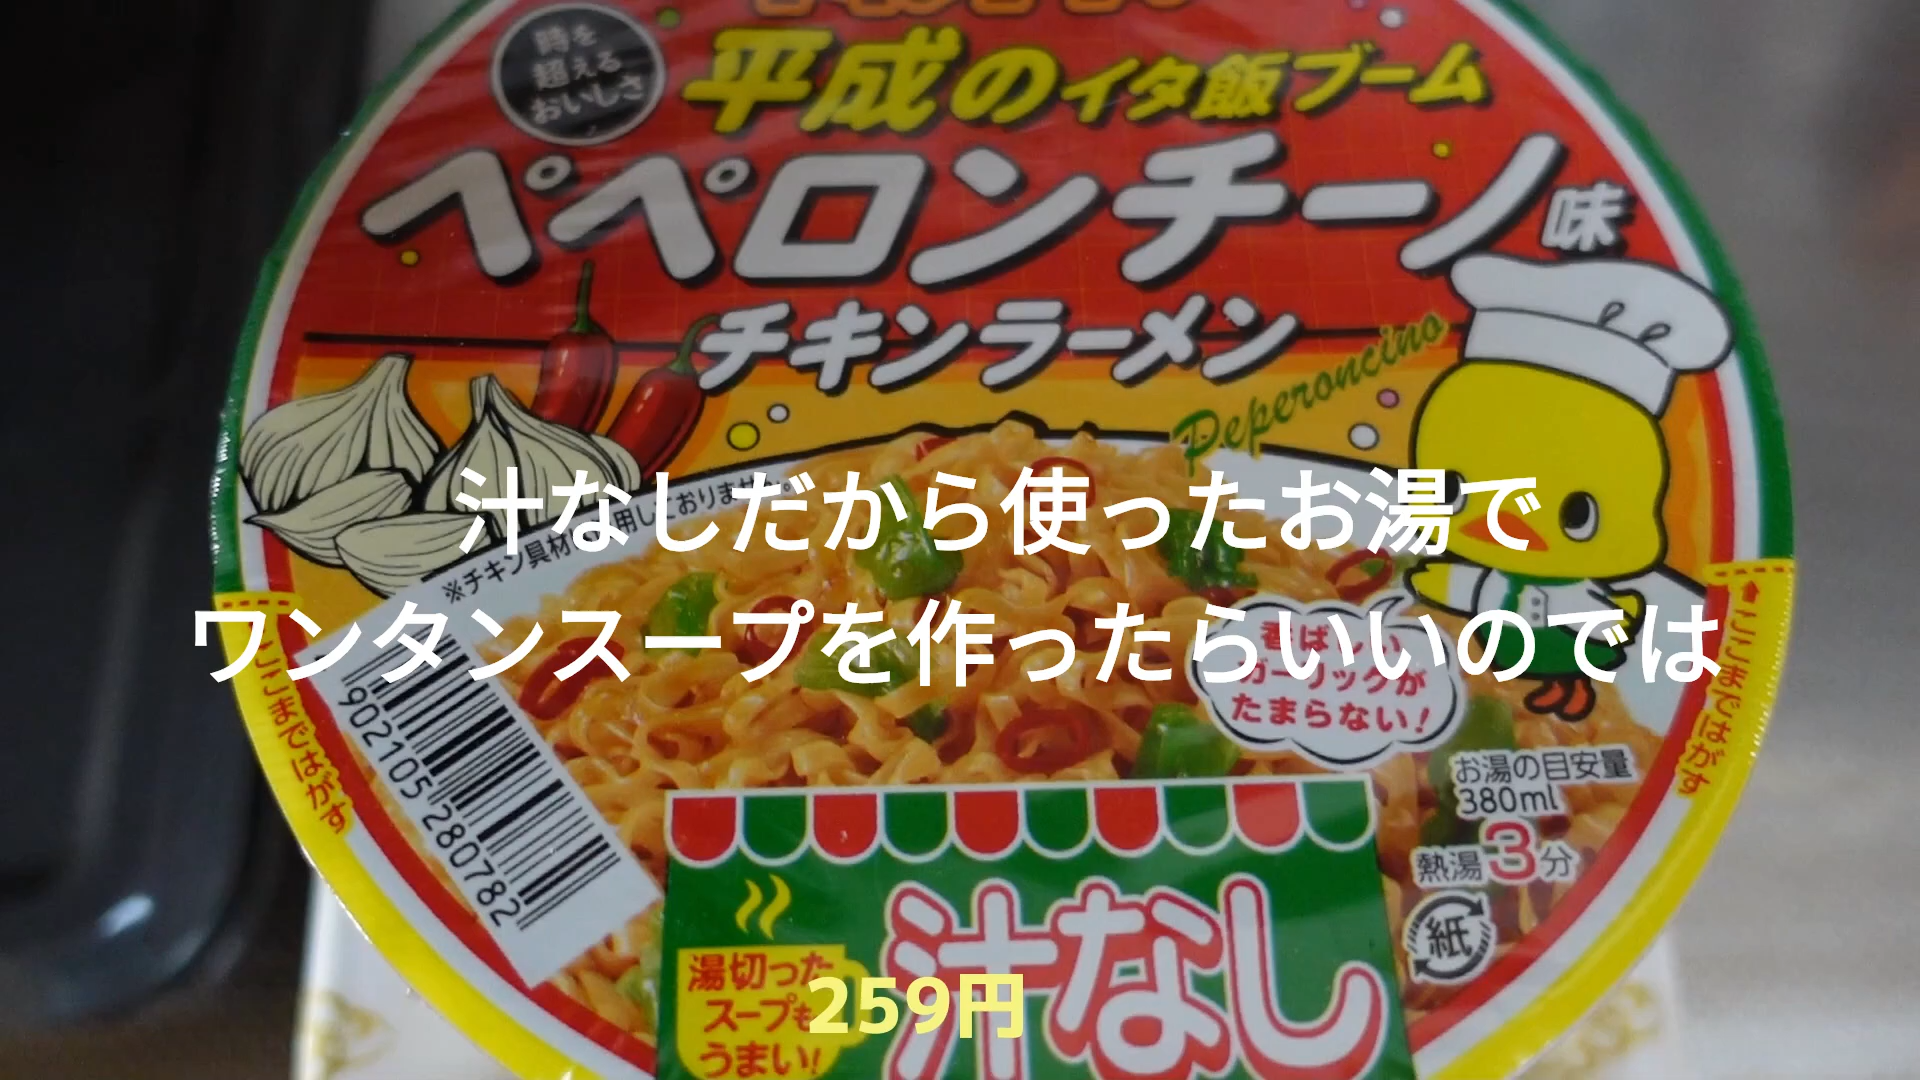 時を
超える
おいしさ
平成のイタ飯ブーム
ペペロンチーノ味
チキンラーメン
Peperoncino
汁なしだから使ったお湯で
ワンタンスープを作ったらいいのでは
香ばしい
ガーリックが
たまらない!
ここまではがす
ここまではがす
902105 280782
お湯の目安量
380ml
熱湯3分
紙
汁なし
湯切った
スープも
うまい!
259円